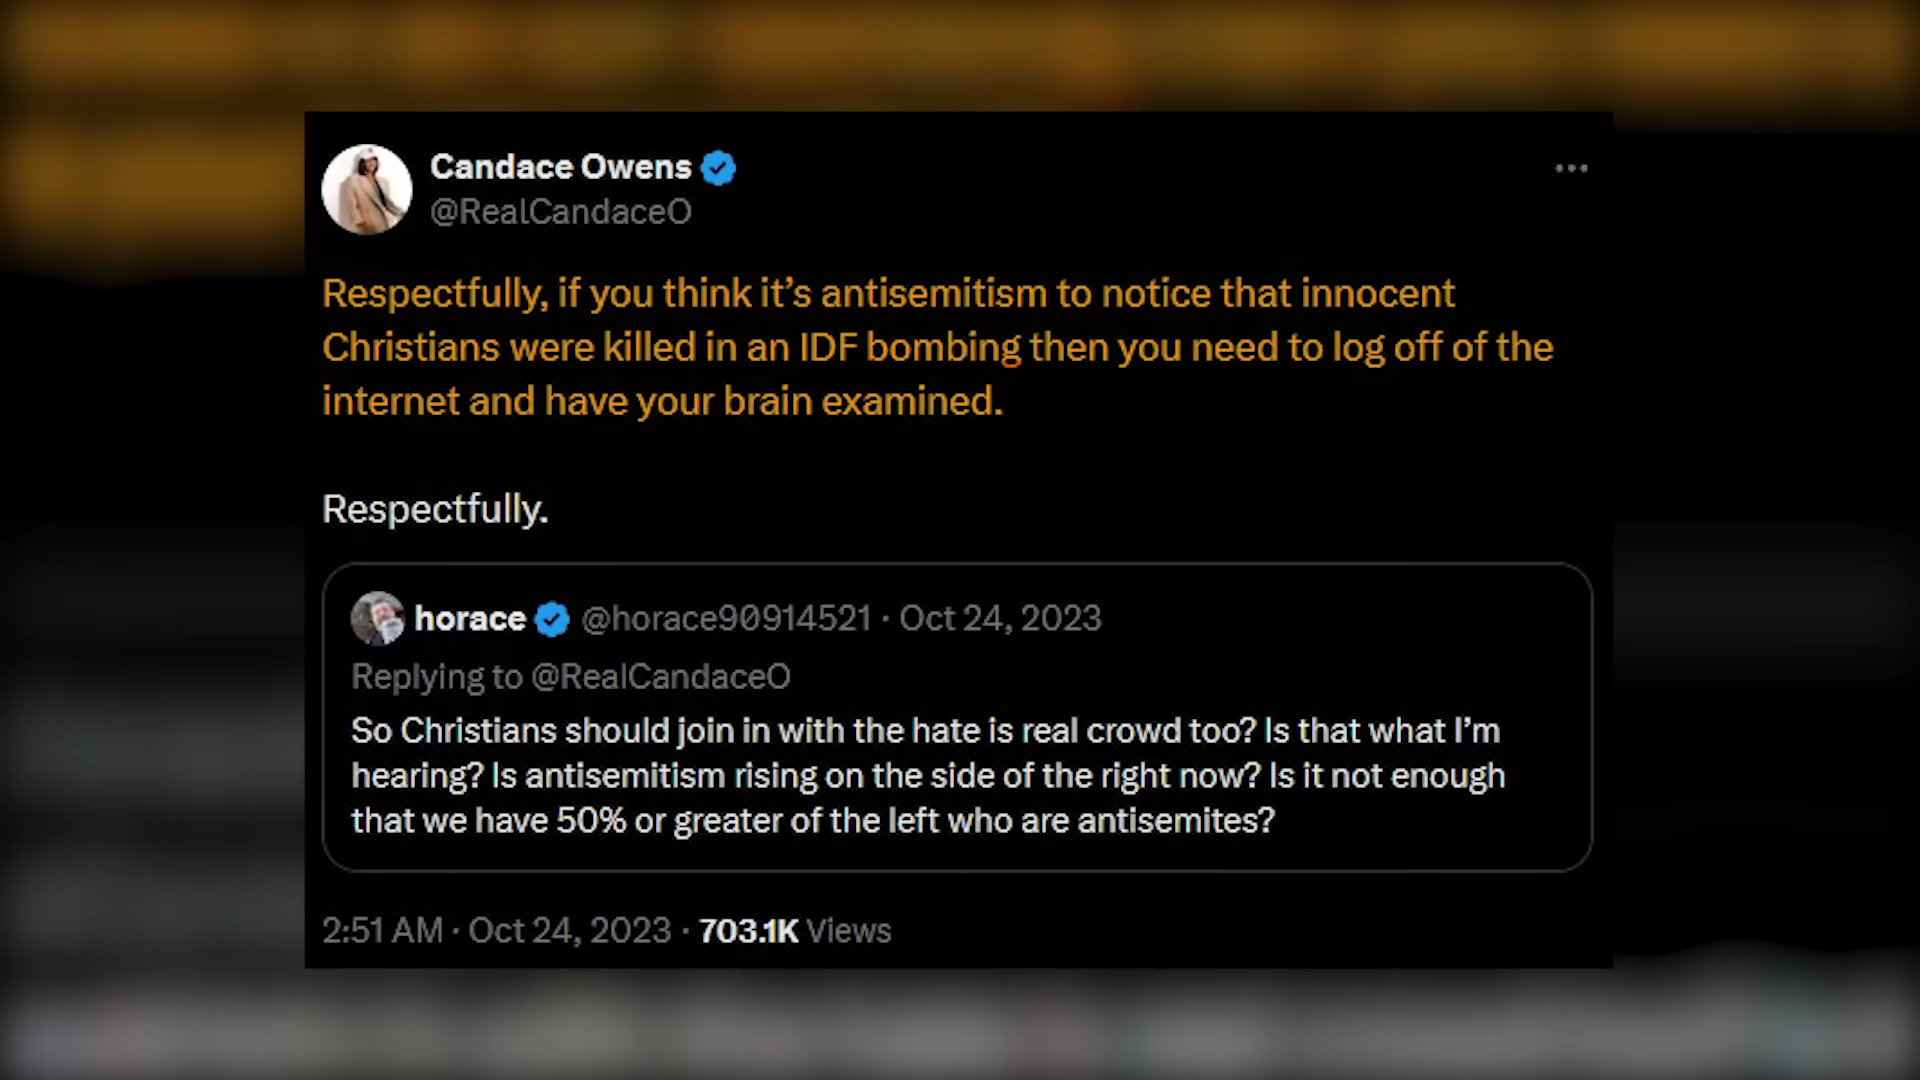 Candace Owens
@RealCandaceO
Respectfully, if you think it’s antisemitism to notice that innocent
Christians were killed in an IDF bombing then you need to log off of the
internet and have your brain examined.
Respectfully.
horace @horace90914521 · Oct 24, 2023
Replying to @RealCandaceO
So Christians should join in with the hate is real crowd too? Is that what I’m
hearing? Is antisemitism rising on the side of the right now? Is it not enough
that we have 50% or greater of the left who are antisemites?
2:51 AM · Oct 24, 2023 · 703.1K Views